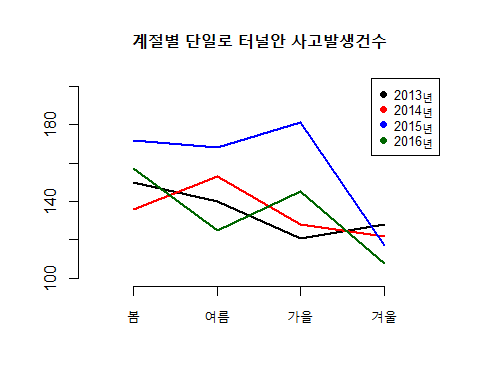 계절별 단일로 터널안 사고발생건수
2013년
2014년
2015년
2016년
180
140
100
봄 여름 가을 겨울